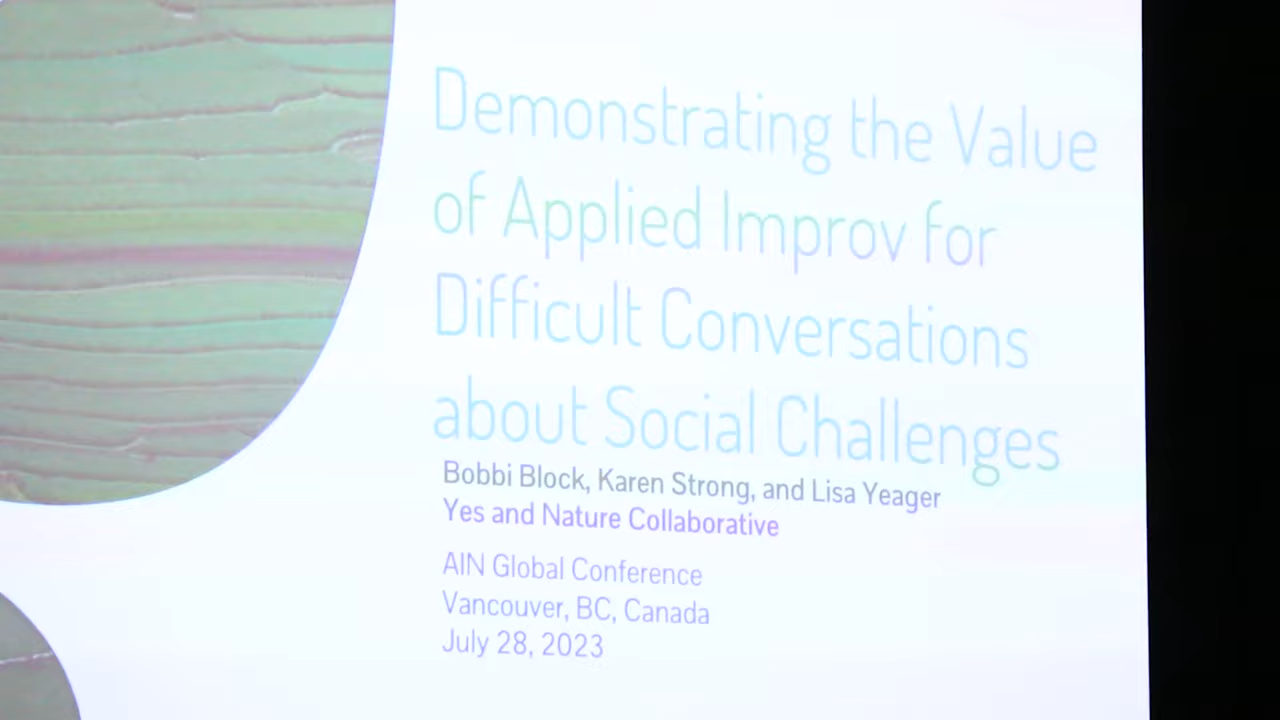 Demonstrating the Value
of Applied Improv for
Difficult Conversations
about Social Challenges
Bobbi Block, Karen Strong, and Lisa Yeager
Yes and Nature Collaborative
AIN Global Conference
Vancouver, BC, Canada
July 28, 2023